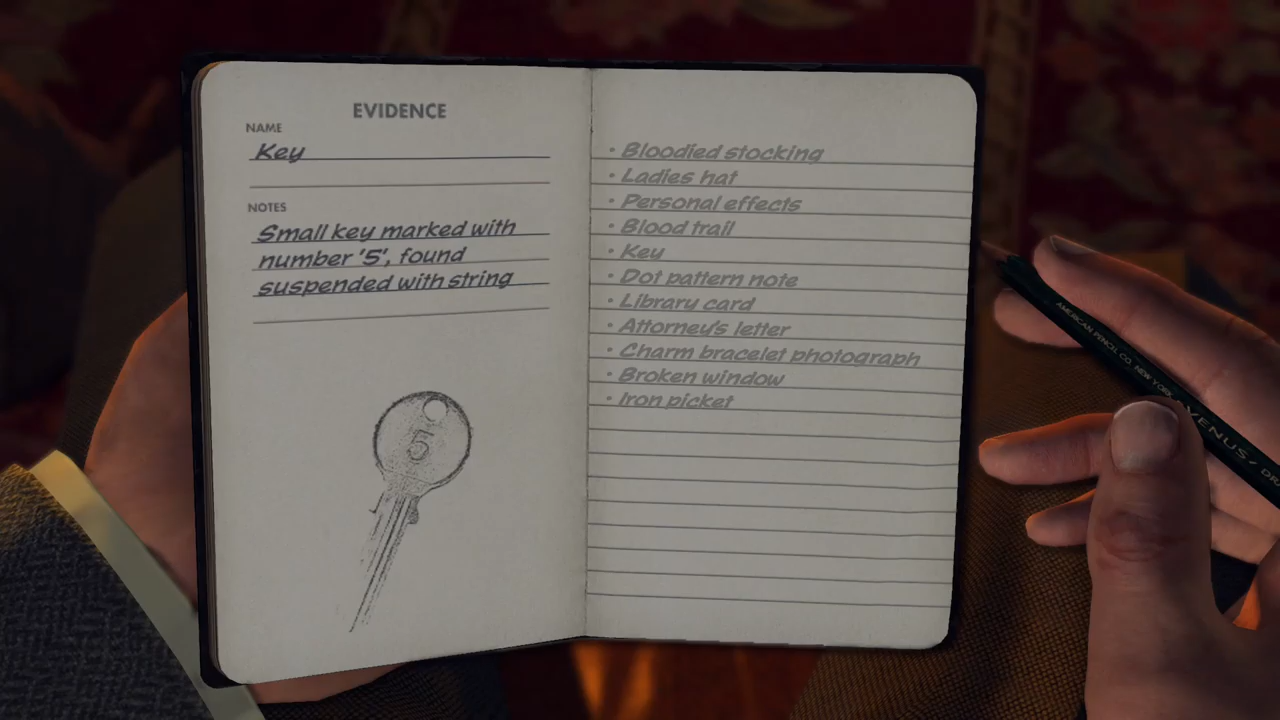 EVIDENCE
NAME
Key
NOTES
Small key marked with
number '5', found
suspended with string
5
• Bloodied stocking
• Ladies hat
• Personal effects
• Blood trail
• Key
• Dot pattern note
• Library card
• Attorney's letter
• Charm bracelet photograph
• Broken window
• Iron picket
AMERICAN PENCIL CO. NEW YORK VENUS DRA